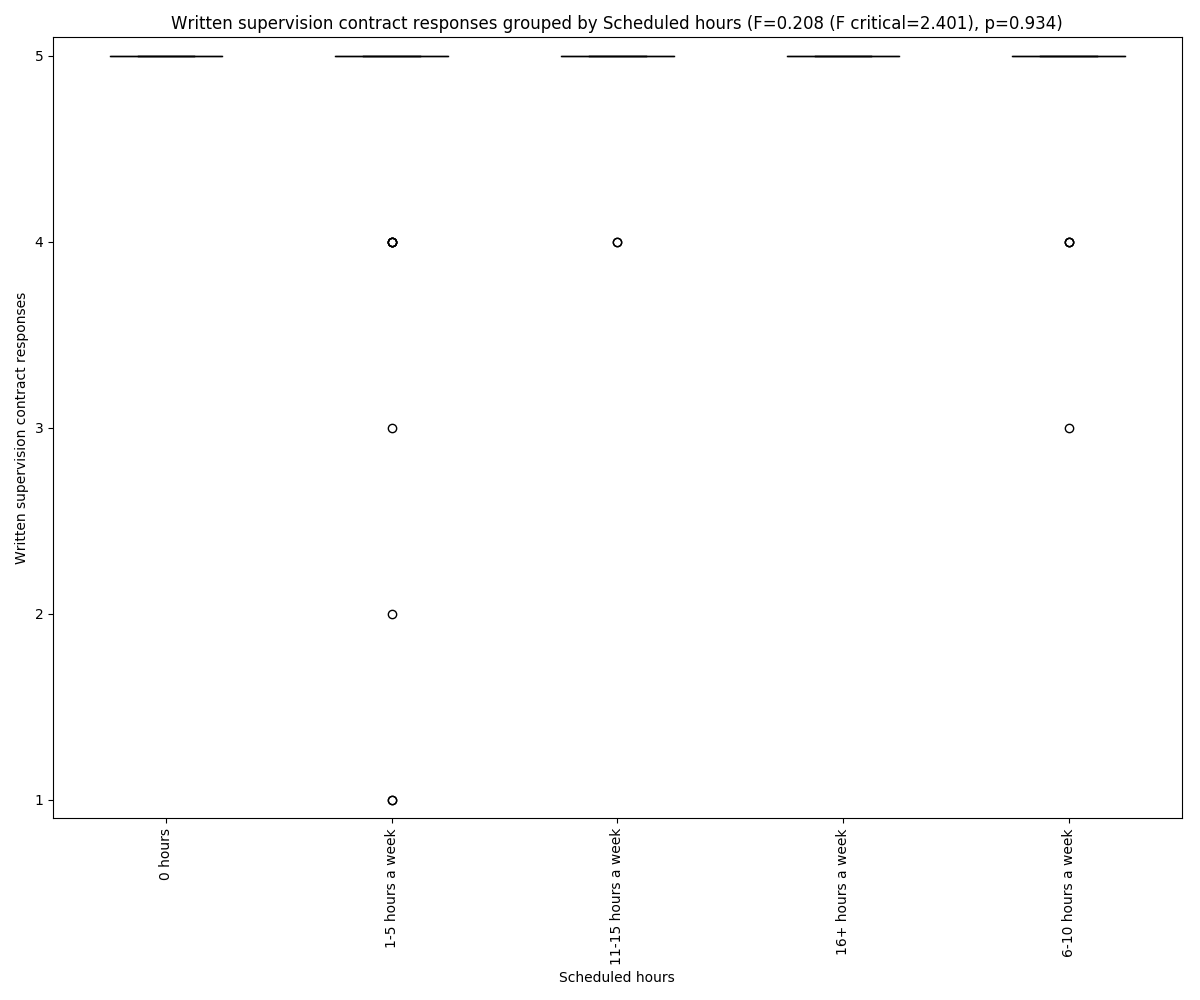 Written supervision contract responses grouped by Scheduled hours (F=0.208 (F critical=2.401), p=0.934)
Written supervision contract responses
5
4
3
2
1
0 hours
1-5 hours a week
11-15 hours a week
16+ hours a week
6-10 hours a week
Scheduled hours